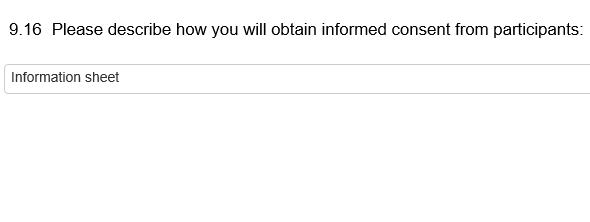 9.16 Please describe how you will obtain informed consent from participants:
Information sheet